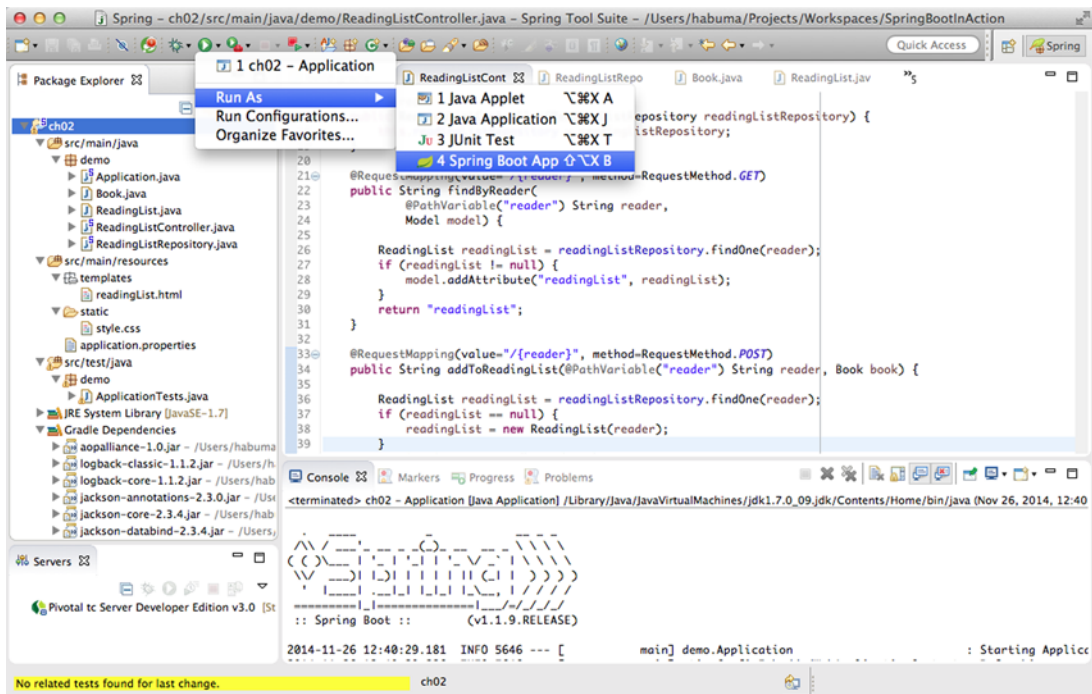 Spring – ch02/src/main/java/demo/ReadingListController.java – Spring Tool Suite – /Users/habuma/Projects/Workspaces/SpringBootInAction
Quick Access
Spring
1 ch02 – Application
Run As
Run Configurations...
Organize Favorites...
1 Java Applet ⌥⌘X A
2 Java Application ⌥⌘X J
3 JUnit Test ⌥⌘X T
4 Spring Boot App ⇧⌥X B
Package Explorer
ch02
src/main/java
demo
Application.java
Book.java
ReadingList.java
ReadingListController.java
ReadingListRepository.java
src/main/resources
templates
readingList.html
static
style.css
application.properties
src/test/java
demo
ApplicationTests.java
JRE System Library [JavaSE-1.7]
Gradle Dependencies
aopalliance-1.0.jar – /Users/habuma
logback-classic-1.1.2.jar – /Users/h
logback-core-1.1.2.jar – /Users/hab
jackson-annotations-2.3.0.jar – /Use
jackson-core-2.3.4.jar – /Users/hab
jackson-databind-2.3.4.jar – /Users,
Servers
Pivotal tc Server Developer Edition v3.0 [St
ReadingListCont
ReadingListRepo
Book.java
ReadingList.jav
»5
epository readingListRepository) {
istRepository;
20
21 @RequestMapping(value="/{reader}", method=RequestMethod.GET)
22 public String findByReader(
23 @PathVariable("reader") String reader,
24 Model model) {
25
26 ReadingList readingList = readingListRepository.findOne(reader);
27 if (readingList != null) {
28 model.addAttribute("readingList", readingList);
29 }
30 return "readingList";
31 }
32
33 @RequestMapping(value="/{reader}", method=RequestMethod.POST)
34 public String addToReadingList(@PathVariable("reader") String reader, Book book) {
35
36 ReadingList readingList = readingListRepository.findOne(reader);
37 if (readingList == null) {
38 readingList = new ReadingList(reader);
39 }
Console
Markers
Progress
Problems
<terminated> ch02 – Application [Java Application] /Library/Java/JavaVirtualMachines/jdk1.7.0_09.jdk/Contents/Home/bin/java (Nov 26, 2014, 12:40
:: Spring Boot :: (v1.1.9.RELEASE)
2014-11-26 12:40:29.181 INFO 5646 --- [ main] demo.Application : Starting Applicc
No related tests found for last change.
ch02